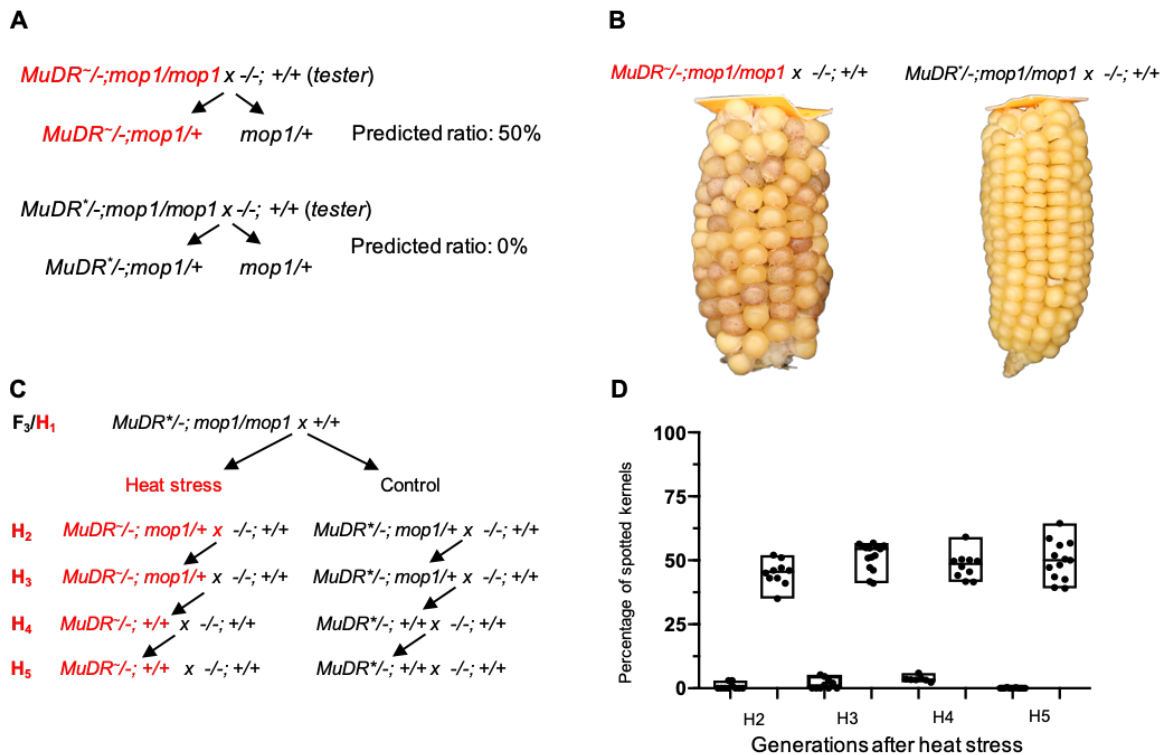 A
MuDR~/-;mop1/mop1 x -/-; +/+ (tester)
MuDR~/-;mop1/+ mop1/+ Predicted ratio: 50%
MuDR*/-;mop1/mop1 x -/-; +/+ (tester)
Predicted ratio: 0%
MuDR*/-;mop1/+ mop1/+
B
MuDR~/-;mop1/mop1 x -/-; +/+ MuDR*/-;mop1/mop1 x -/-; +/+
C
F3/H1 MuDR*/-; mop1/mop1 x +/+
Heat stress Control
H2 MuDR~/-; mop1/+ x -/-; +/+ MuDR*/-; mop1/+ x -/-; +/+
H3 MuDR~/-; mop1/+ x -/-; +/+ MuDR*/-; mop1/+ x -/-; +/+
H4 MuDR~/-; +/+ x -/-; +/+ MuDR*/-; +/+ x -/-; +/+
H5 MuDR~/-; +/+ x -/-; +/+ MuDR*/-; +/+ x -/-; +/+
D
Percentage of spotted kernels
100
75
50
25
0
H2 H3 H4 H5
Generations after heat stress